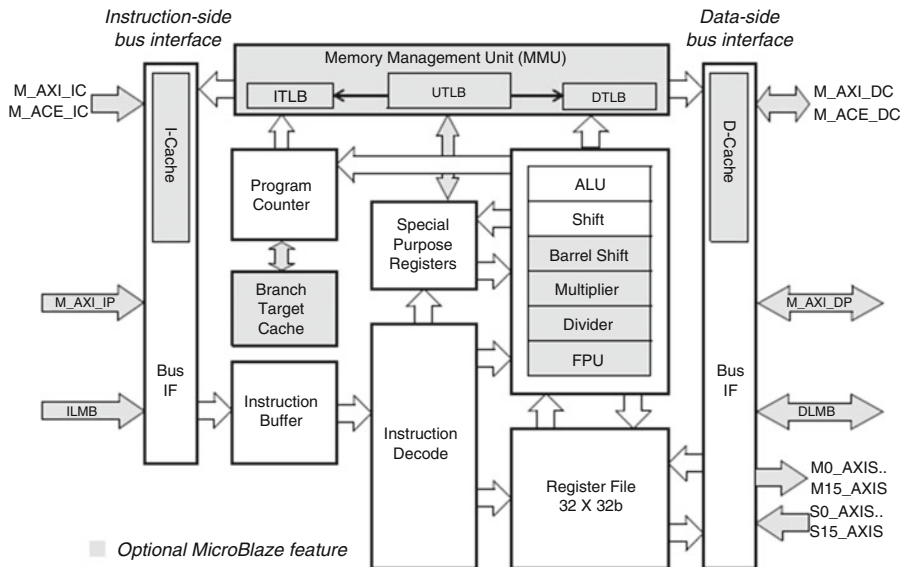 Instruction-side
bus interface
Data-side
bus interface
Memory Management Unit (MMU)
ITLB
UTLB
DTLB
M_AXI_IC
M_ACE_IC
M_AXI_DC
M_ACE_DC
I-Cache
D-Cache
Program
Counter
Special
Purpose
Registers
ALU
Shift
Barrel Shift
Multiplier
Divider
FPU
Branch
Target
Cache
M_AXI_IP
M_AXI_DP
Bus
IF
Bus
IF
ILMB
DLMB
Instruction
Buffer
Instruction
Decode
Register File
32 X 32b
M0_AXIS..
M15_AXIS
S0_AXIS..
S15_AXIS
Optional MicroBlaze feature